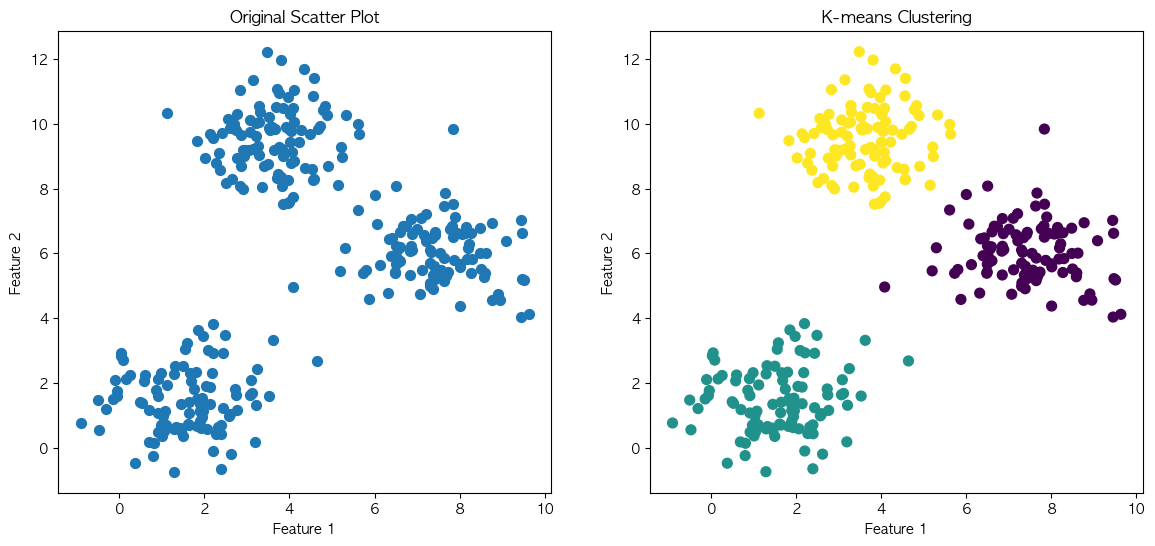 Original Scatter Plot
12
10
8
6
4
2
0
Feature 2
0 2 4 6 8 10
Feature 1
K-means Clustering
12
10
8
6
4
2
0
Feature 2
0 2 4 6 8 10
Feature 1